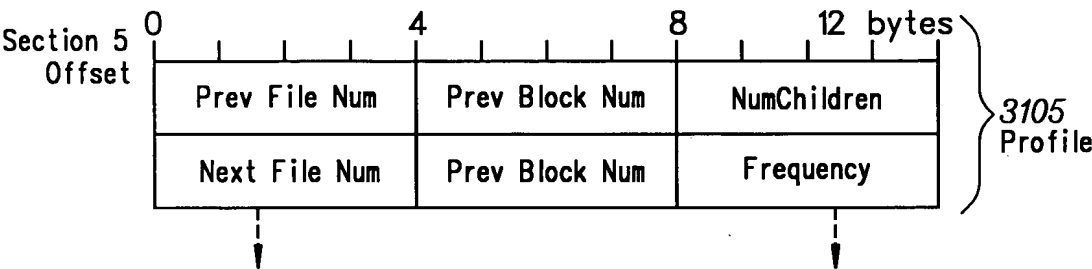 0 4 8 12 bytes
Section 5
Offset
Prev File Num Prev Block Num NumChildren
3105
Profile
Next File Num Prev Block Num Frequency